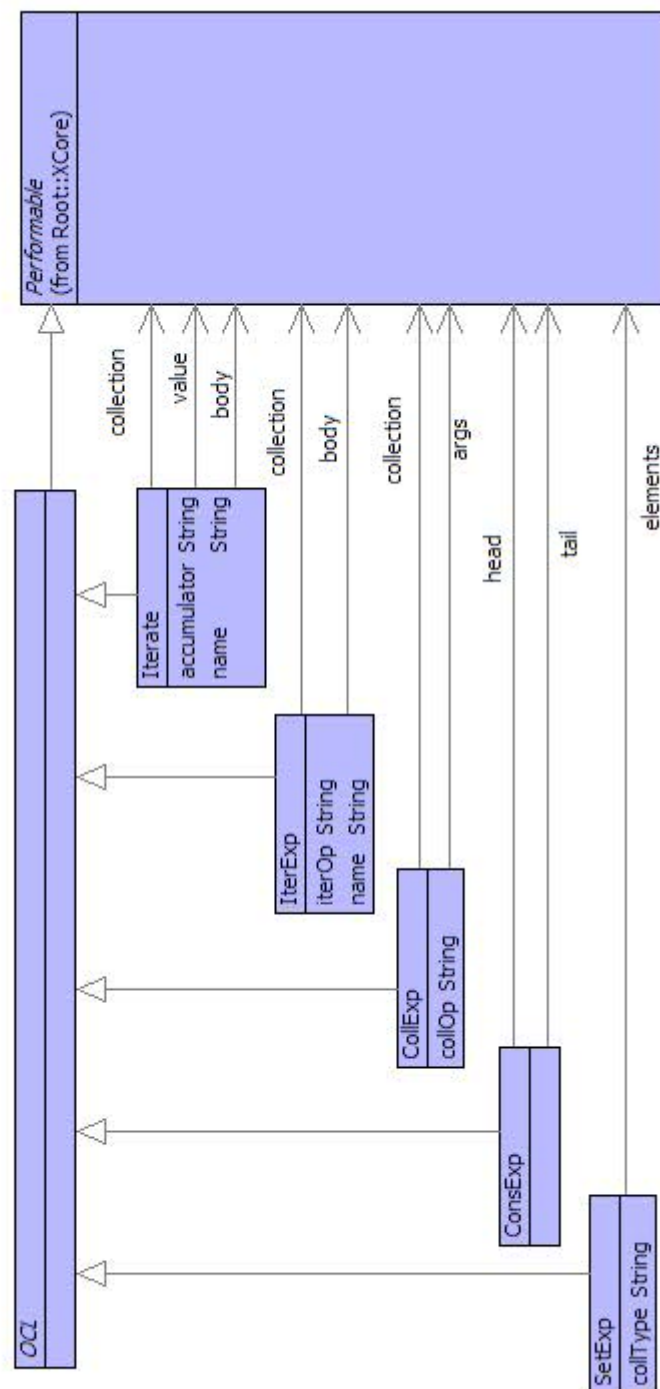 OCL
Performable
(from Root::XCore)
SetExp
collType String
elements
ConsExp
head
tail
CollExp
collOp String
collection
args
IterExp
iterOp String
name String
collection
body
Iterate
accumulator String
name String
collection
value
body